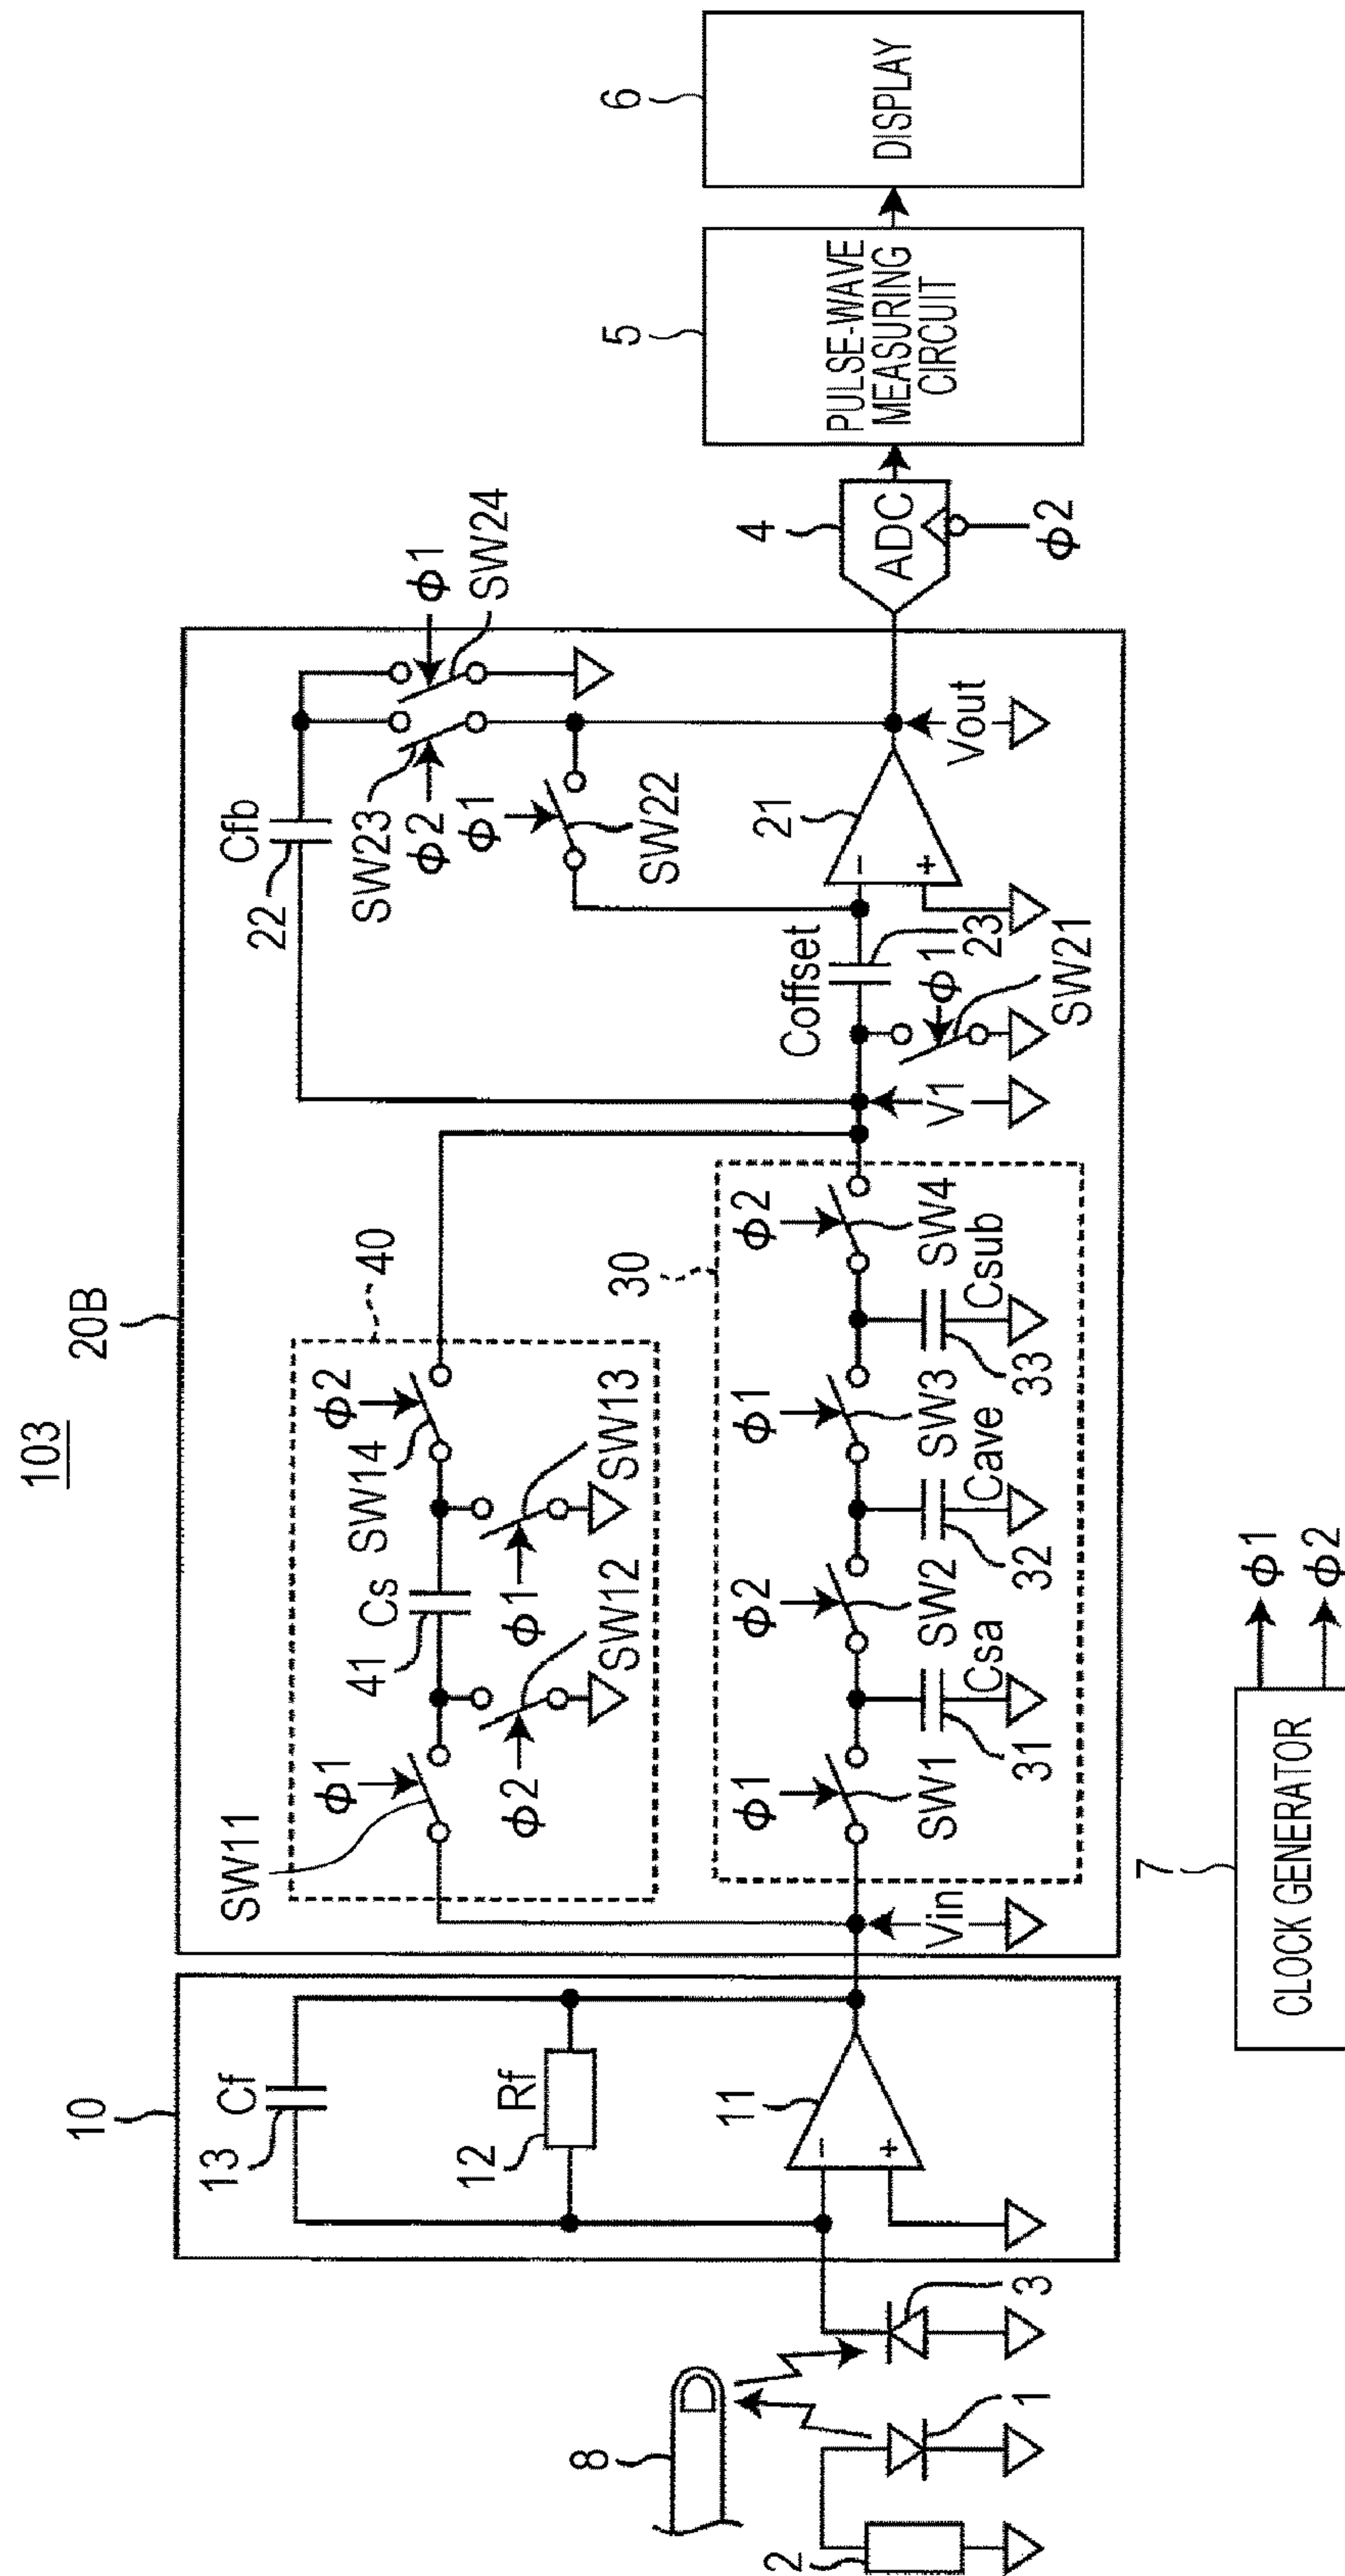 103
10
20B
Cf
13
Rf
12
11
8
2
1
3
SW11
ϕ1
ϕ2
SW12
41
Cs
ϕ1
SW13
SW14
ϕ2
40
Vin
ϕ1
SW1
31
Csa
ϕ2
SW2
32
Cave
ϕ1
SW3
33
Csub
ϕ2
SW4
30
V1
Coffset
23
ϕ1
SW21
22
Cfb
SW23
ϕ2
ϕ1
SW22
ϕ1
SW24
21
Vout
4
ADC
ϕ2
5
PULSE-WAVE
MEASURING
CIRCUIT
6
DISPLAY
7
CLOCK GENERATOR
ϕ1
ϕ2
-
+
-
+